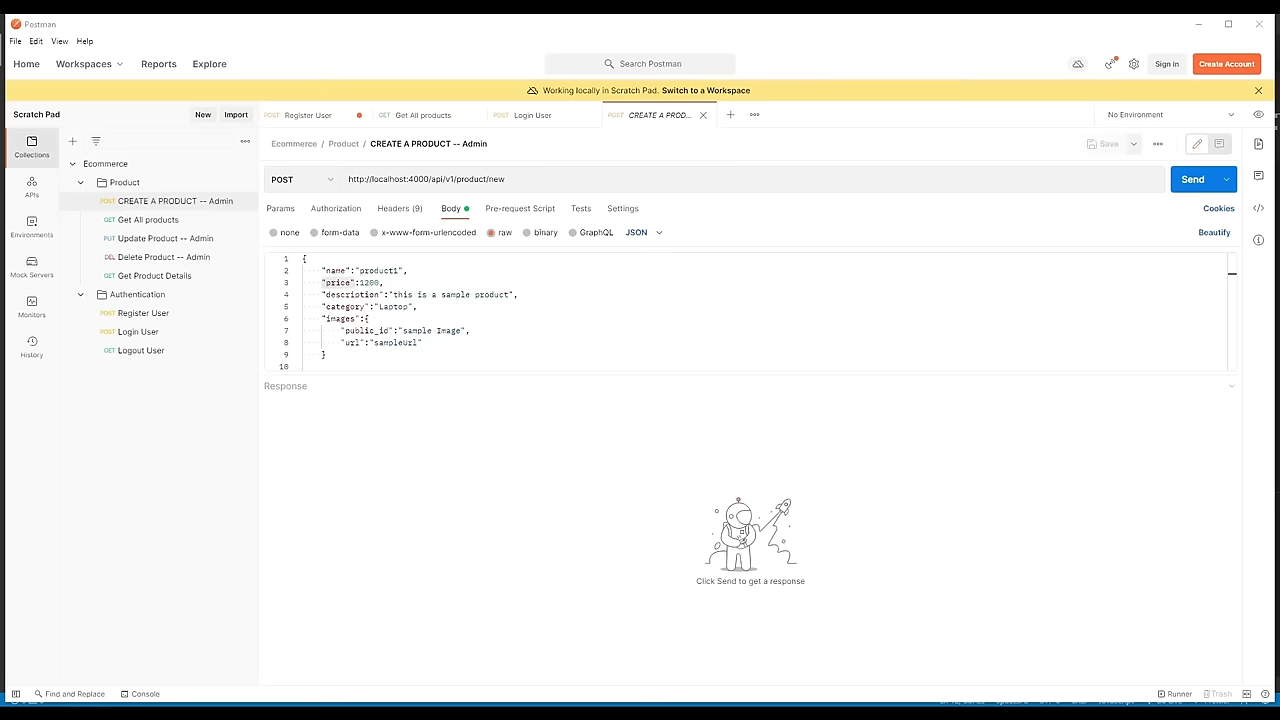 Postman
File Edit View Help
Home Workspaces Reports Explore Search Postman Sign in Create Account
Working locally in Scratch Pad. Switch to a Workspace
Scratch Pad New Import POST Register User GET Get All products POST Login User POST CREATE A PROD... No Environment
Collections
APIs
Environments
Mock Servers
Monitors
History
Ecommerce
Product
POST CREATE A PRODUCT -- Admin
GET Get All products
PUT Update Product -- Admin
DEL Delete Product -- Admin
GET Get Product Details
Authentication
POST Register User
POST Login User
GET Logout User
Ecommerce / Product / CREATE A PRODUCT -- Admin Save
POST http://localhost:4000/api/v1/product/new Send
Params Authorization Headers (9) Body Pre-request Script Tests Settings Cookies
none form-data x-www-form-urlencoded raw binary GraphQL JSON Beautify
1 {
2 "name":"product1",
3 "price":1200,
4 "description":"this is a sample product",
5 "category":"Laptop",
6 "images":{
7 "public_id":"sample Image",
8 "url":"sampleUrl"
9 }
10
Response
Click Send to get a response
Find and Replace Console Runner Trash